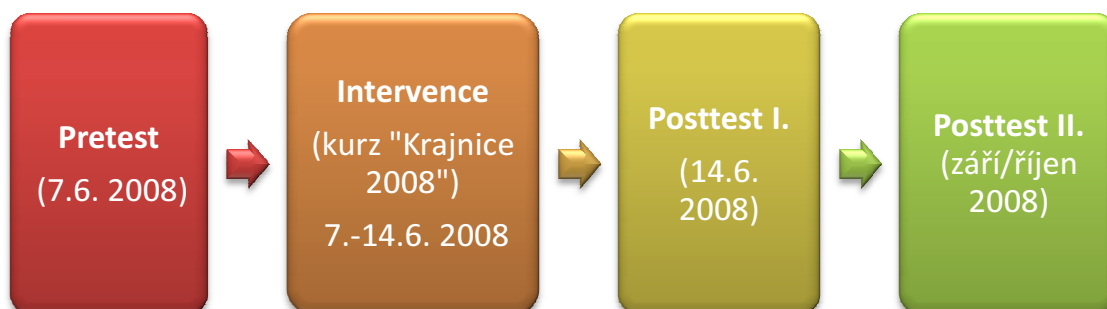 Pretest
(7.6. 2008)
Intervence
(kurz "Krajnice
2008")
7.-14.6. 2008
Posttest I.
(14.6.
2008)
Posttest II.
(září/říjen
2008)